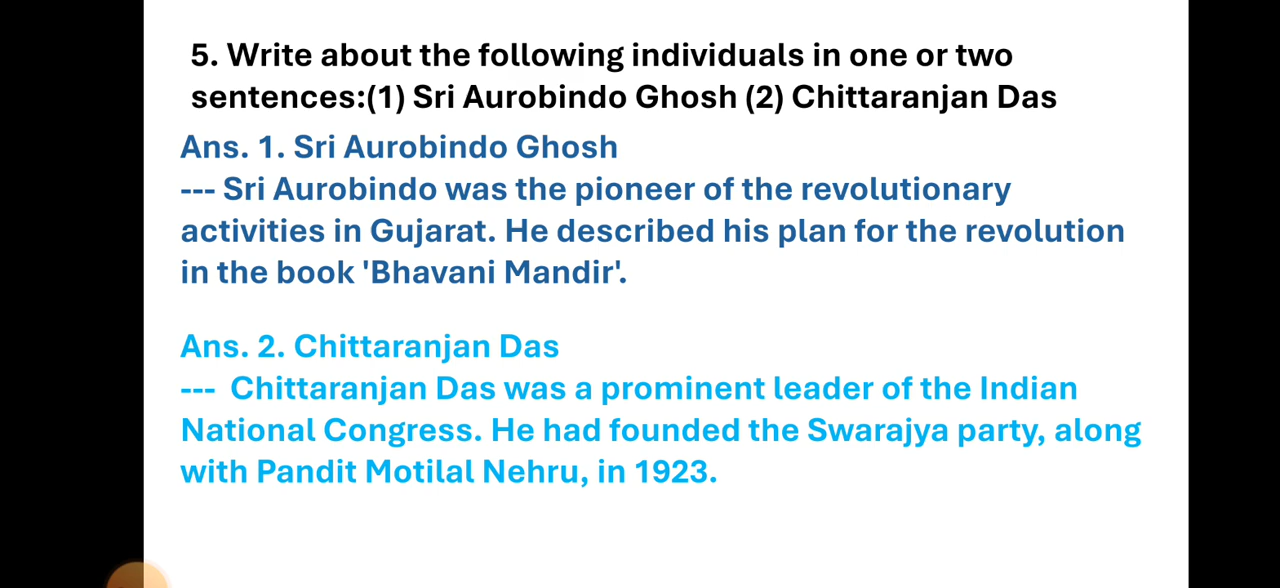 5. Write about the following individuals in one or two
sentences:(1) Sri Aurobindo Ghosh (2) Chittaranjan Das
Ans. 1. Sri Aurobindo Ghosh
--- Sri Aurobindo was the pioneer of the revolutionary
activities in Gujarat. He described his plan for the revolution
in the book 'Bhavani Mandir'.
Ans. 2. Chittaranjan Das
--- Chittaranjan Das was a prominent leader of the Indian
National Congress. He had founded the Swarajya party, along
with Pandit Motilal Nehru, in 1923.